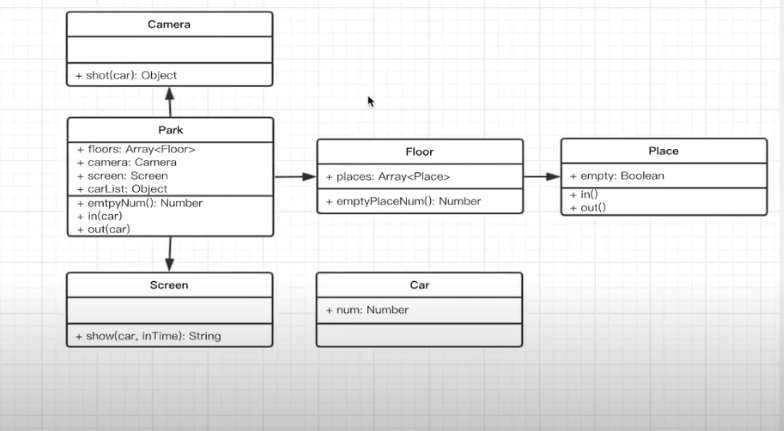 Camera
+ shot(car): Object
Park
+ floors: Array<Floor>
+ camera: Camera
+ screen: Screen
+ carList: Object
+ emtpyNum(): Number
+ in(car)
+ out(car)
Floor
+ places: Array<Place>
+ emptyPlaceNum(): Number
Place
+ empty: Boolean
+ in()
+ out()
Screen
+ show(car, inTime): String
Car
+ num: Number